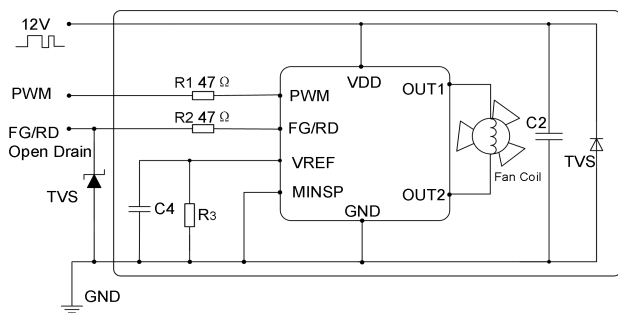 12V
PWM
R1 47 Ω
FG/RD
Open Drain
R2 47 Ω
TVS
C4
R3
GND
VDD
PWM
FG/RD
VREF
MINSP
GND
OUT1
OUT2
Fan Coil
C2
TVS